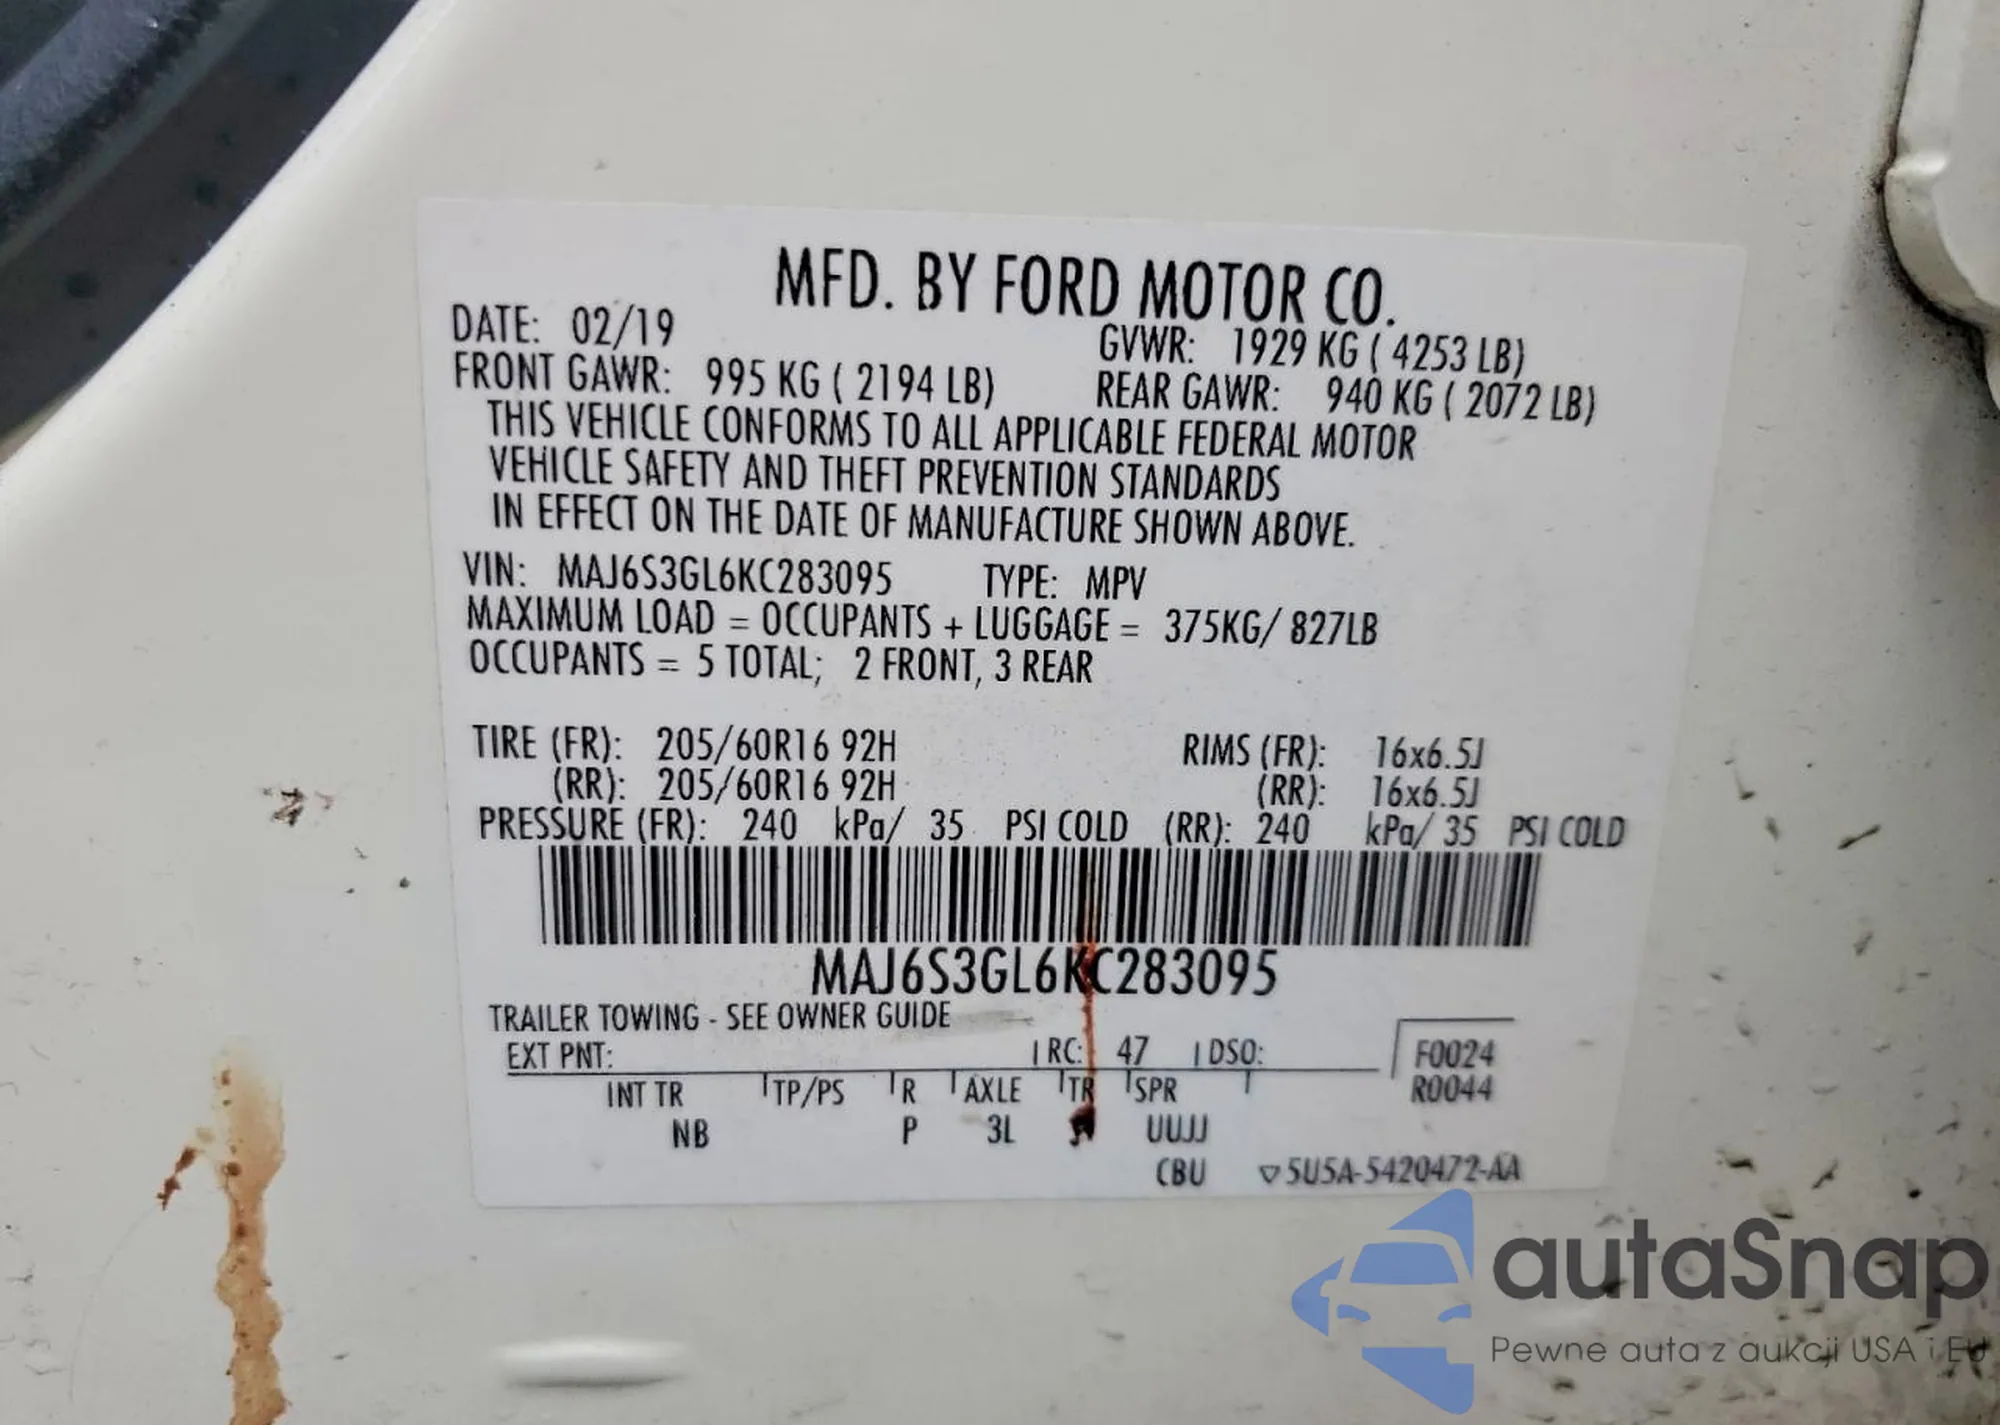 MFD. BY FORD MOTOR CO.
DATE: 02/19 GVWR: 1929 KG ( 4253 LB)
FRONT GAWR: 995 KG ( 2194 LB) REAR GAWR: 940 KG ( 2072 LB)
THIS VEHICLE CONFORMS TO ALL APPLICABLE FEDERAL MOTOR
VEHICLE SAFETY AND THEFT PREVENTION STANDARDS
IN EFFECT ON THE DATE OF MANUFACTURE SHOWN ABOVE.
VIN: MAJ6S3GL6KC283095 TYPE: MPV
MAXIMUM LOAD = OCCUPANTS + LUGGAGE = 375KG/ 827LB
OCCUPANTS = 5 TOTAL; 2 FRONT, 3 REAR
TIRE (FR): 205/60R16 92H RIMS (FR): 16x6.5J
(RR): 205/60R16 92H (RR): 16x6.5J
PRESSURE (FR): 240 kPa/ 35 PSI COLD (RR): 240 kPa/ 35 PSI COLD
MAJ6S3GL6KC283095
TRAILER TOWING - SEE OWNER GUIDE
EXT PNT: RC: 47 DSO: F0024
INT TR TP/PS R AXLE TR SPR R0044
NB P 3L UUJJ
CBU 5U5A-5420472-AA
autaSnap
Pewne auta z aukcji USA i EU